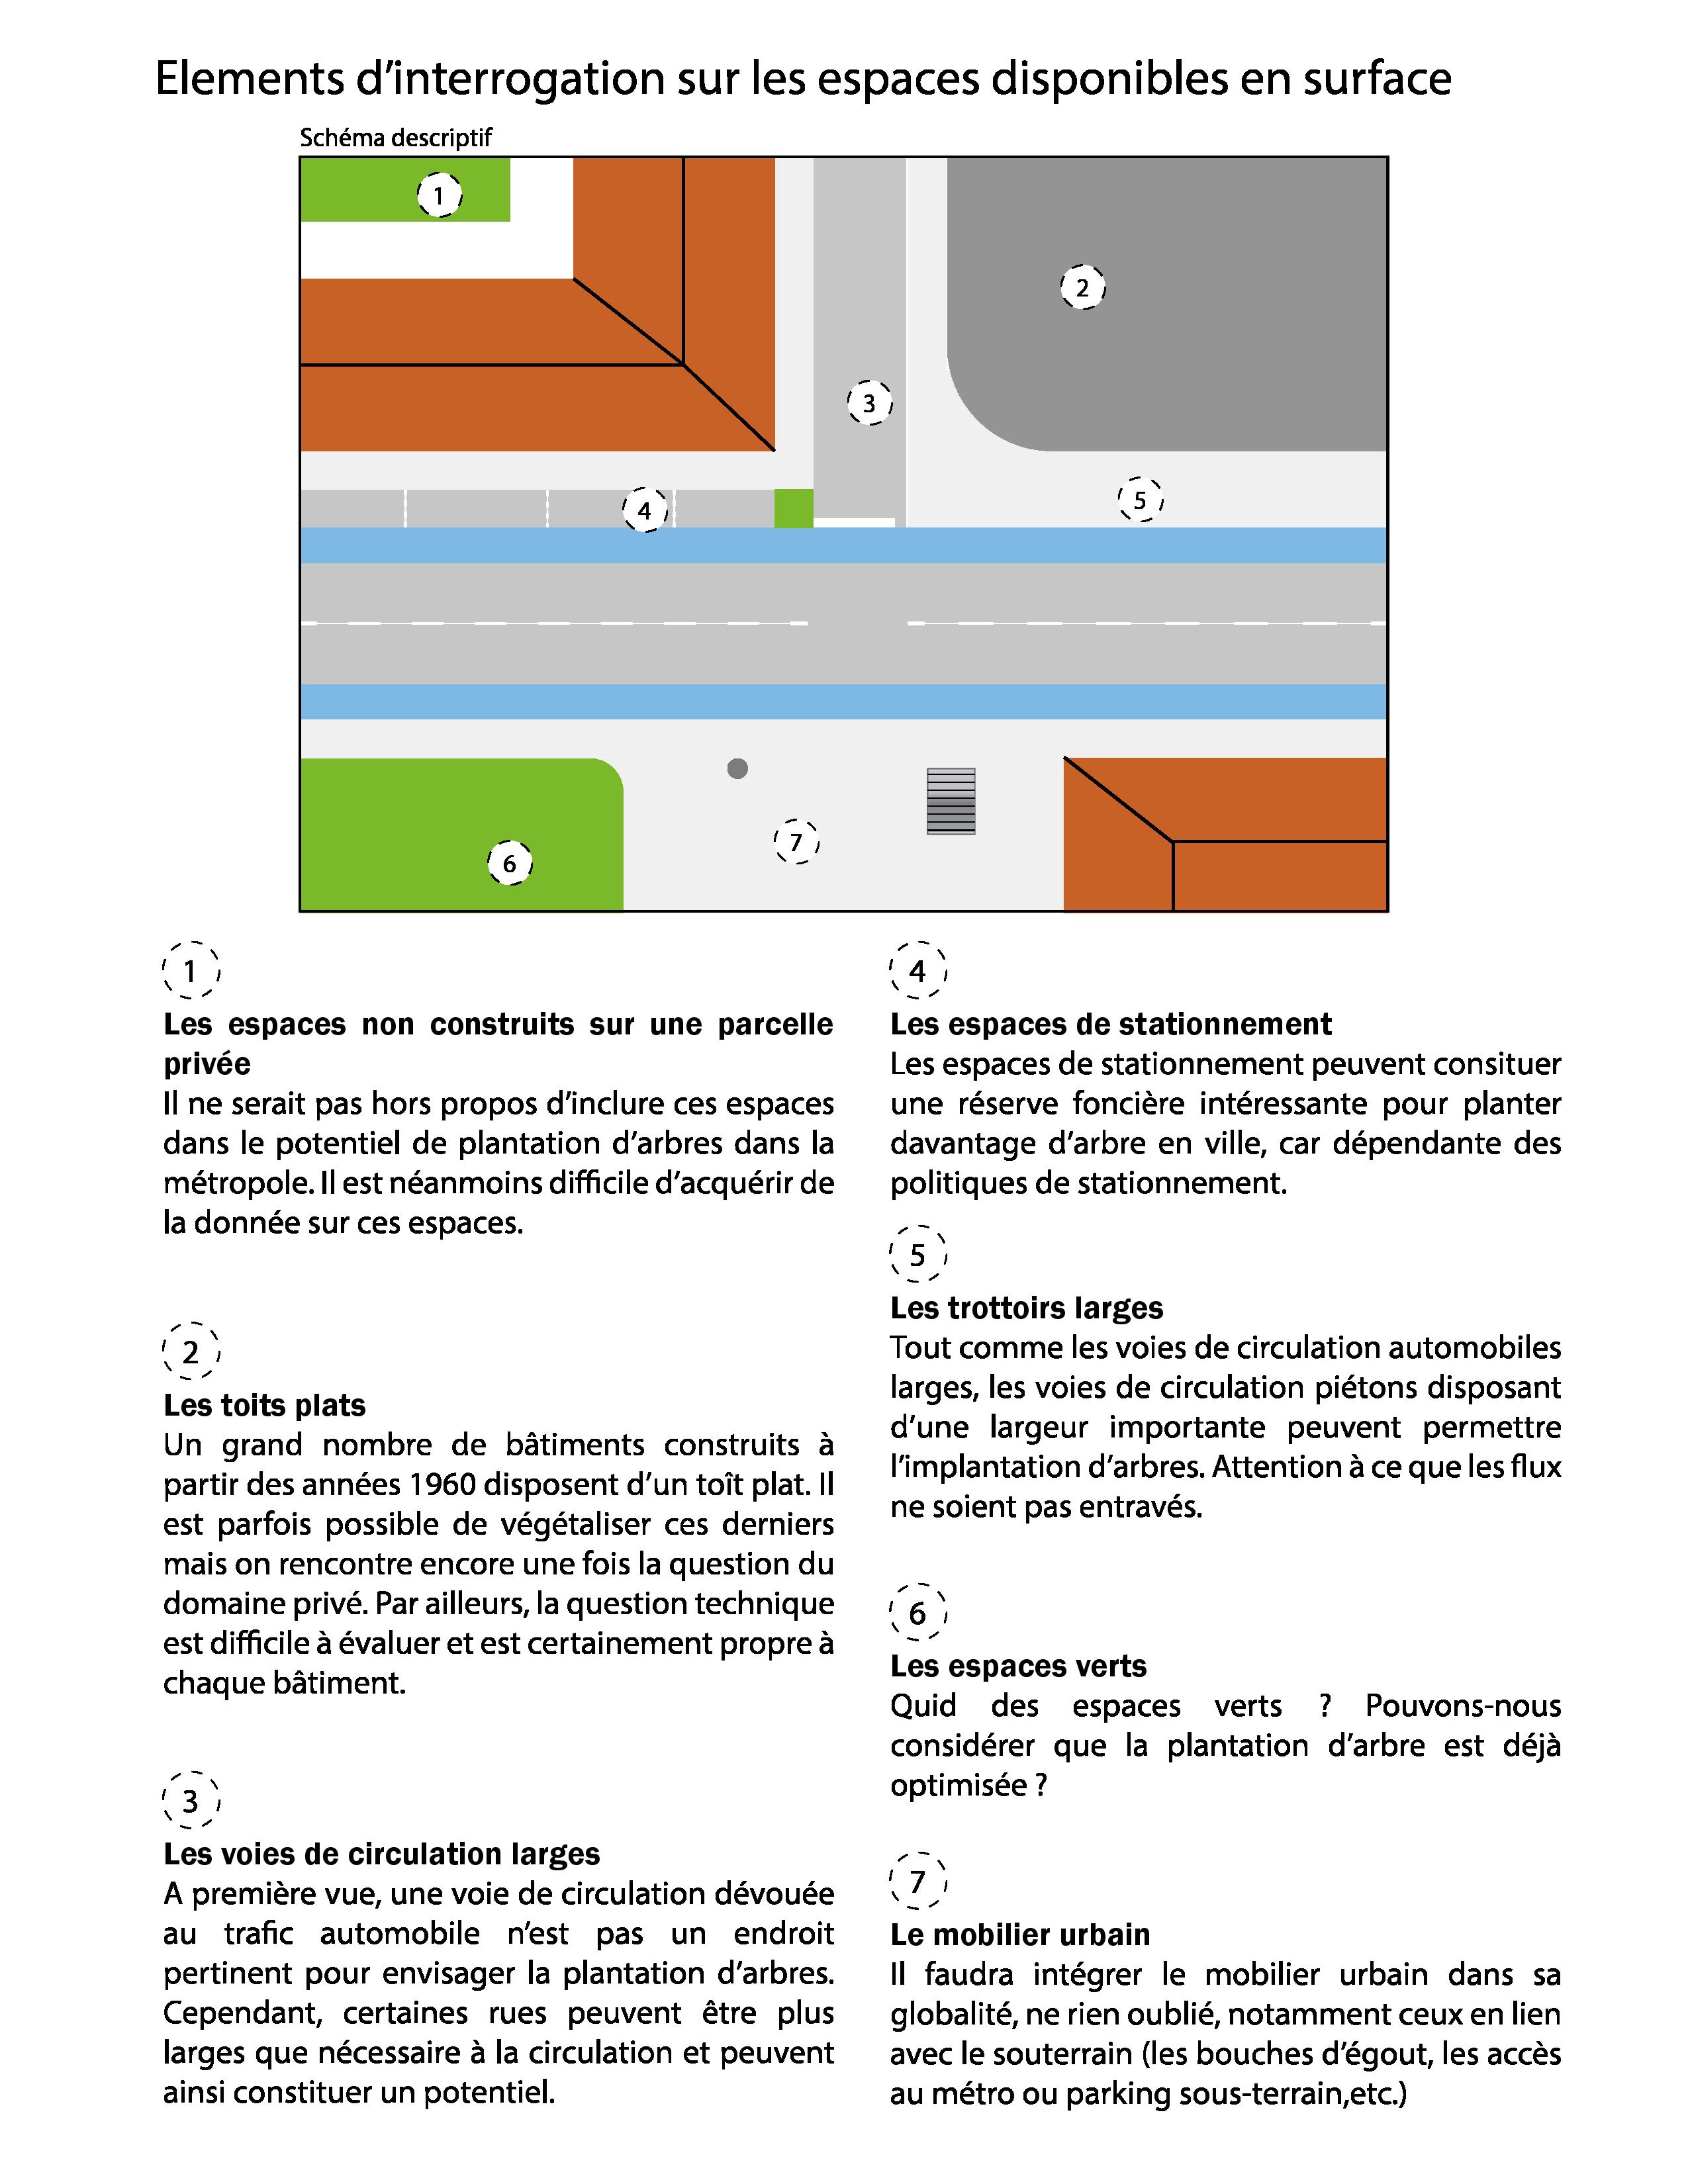 Elements d’interrogation sur les espaces disponibles en surface
Schéma descriptif
1
2
3
4
5
6
7
1
Les espaces non construits sur une parcelle
privée
Il ne serait pas hors propos d’inclure ces espaces
dans le potentiel de plantation d’arbres dans la
métropole. Il est néanmoins difficile d’acquérir de
la donnée sur ces espaces.
2
Les toits plats
Un grand nombre de bâtiments construits à
partir des années 1960 disposent d’un toît plat. Il
est parfois possible de végétaliser ces derniers
mais on rencontre encore une fois la question du
domaine privé. Par ailleurs, la question technique
est difficile à évaluer et est certainement propre à
chaque bâtiment.
3
Les voies de circulation larges
A première vue, une voie de circulation dévouée
au trafic automobile n’est pas un endroit
pertinent pour envisager la plantation d’arbres.
Cependant, certaines rues peuvent être plus
larges que nécessaire à la circulation et peuvent
ainsi constituer un potentiel.
4
Les espaces de stationnement
Les espaces de stationnement peuvent consituer
une réserve foncière intéressante pour planter
davantage d’arbre en ville, car dépendante des
politiques de stationnement.
5
Les trottoirs larges
Tout comme les voies de circulation automobiles
larges, les voies de circulation piétons disposant
d’une largeur importante peuvent permettre
l’implantation d’arbres. Attention à ce que les flux
ne soient pas entravés.
6
Les espaces verts
Quid des espaces verts ? Pouvons-nous
considérer que la plantation d’arbre est déjà
optimisée ?
7
Le mobilier urbain
Il faudra intégrer le mobilier urbain dans sa
globalité, ne rien oublié, notamment ceux en lien
avec le souterrain (les bouches d’égout, les accès
au métro ou parking sous-terrain,etc.)